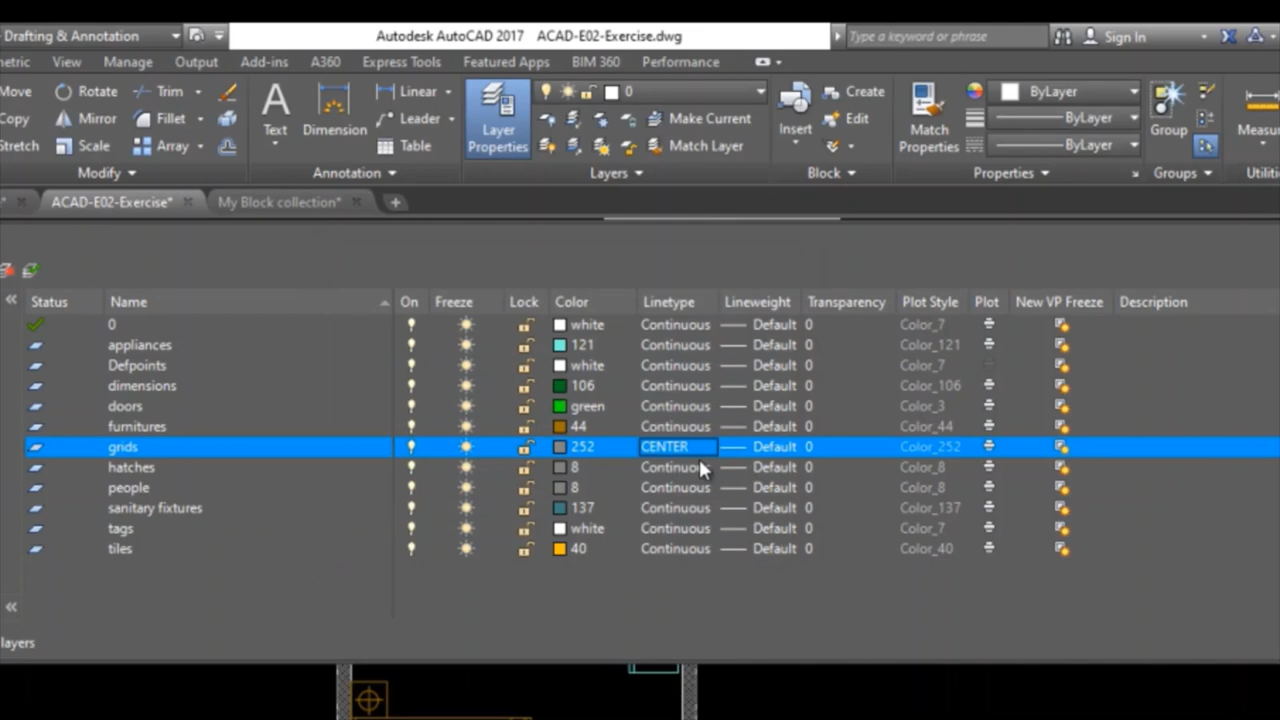 Drafting & Annotation Autodesk AutoCAD 2017 ACAD-E02-Exercise.dwg Type a keyword or phrase Sign In
metric View Manage Output Add-ins A360 Express Tools Featured Apps BIM 360 Performance
Move Rotate Trim Linear 0 Create ByLayer
Copy Mirror Fillet Text Dimension Leader Layer Properties Make Current Insert Edit Match Properties ByLayer Group Measu
Stretch Scale Array Table Match Layer ByLayer
Modify Annotation Layers Block Properties Groups Utiliti
ACAD-E02-Exercise* My Block collection*
Status Name On Freeze Lock Color Linetype Lineweight Transparency Plot Style Plot New VP Freeze Description
0 white Continuous Default 0 Color_7
appliances 121 Continuous Default 0 Color_121
Defpoints white Continuous Default 0 Color_7
dimensions 106 Continuous Default 0 Color_106
doors green Continuous Default 0 Color_3
furnitures 44 Continuous Default 0 Color_44
grids 252 CENTER Default 0 Color_252
hatches 8 Continuous Default 0 Color_8
people 8 Continuous Default 0 Color_8
sanitary fixtures 137 Continuous Default 0 Color_137
tags white Continuous Default 0 Color_7
tiles 40 Continuous Default 0 Color_40
layers